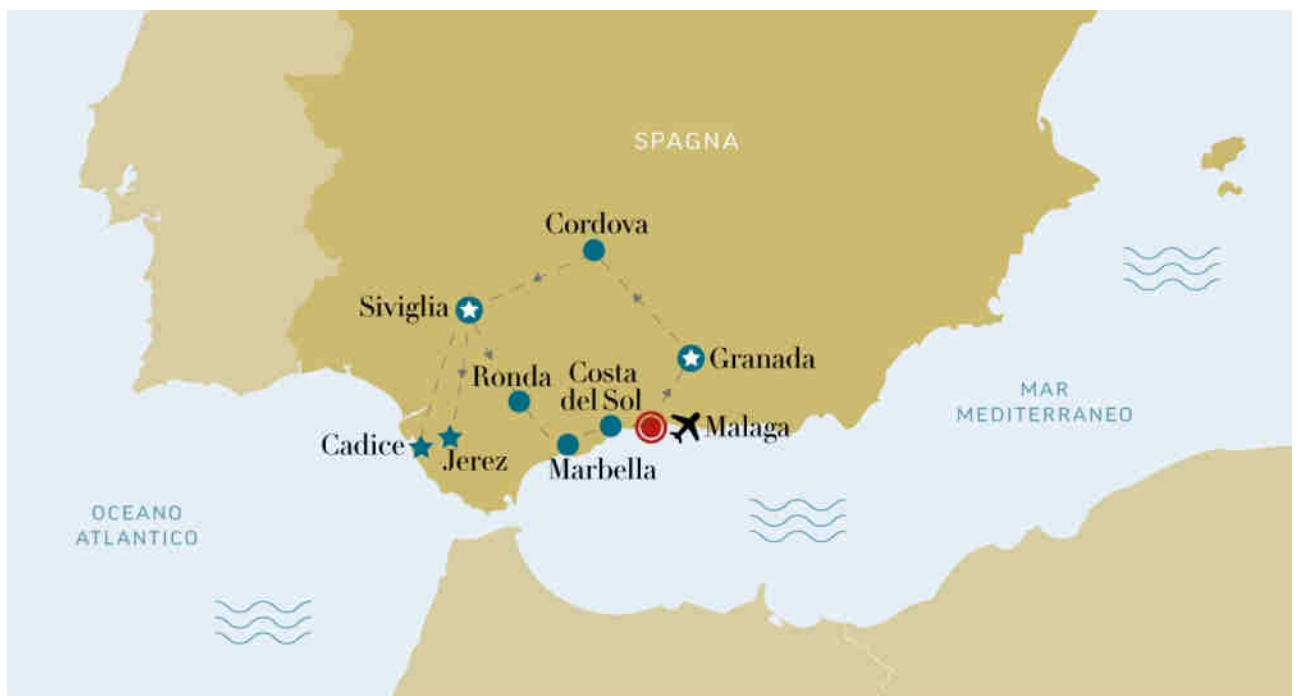 SPAGNA
Cordova
Siviglia
Granada
Ronda
Costa
del Sol
Malaga
Cadice
Jerez
Marbella
MAR
MEDITERRANEO
OCEANO
ATLANTICO